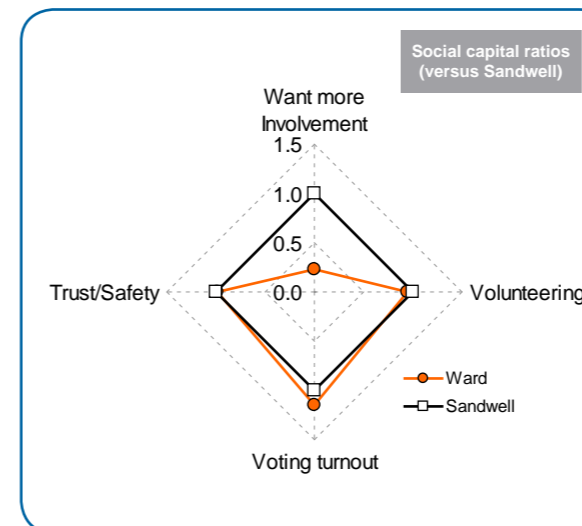 Social capital ratios
(versus Sandwell)
Want more
Involvement
1.5
1.0
0.5
0.0
Trust/Safety
Volunteering
Ward
Sandwell
Voting turnout